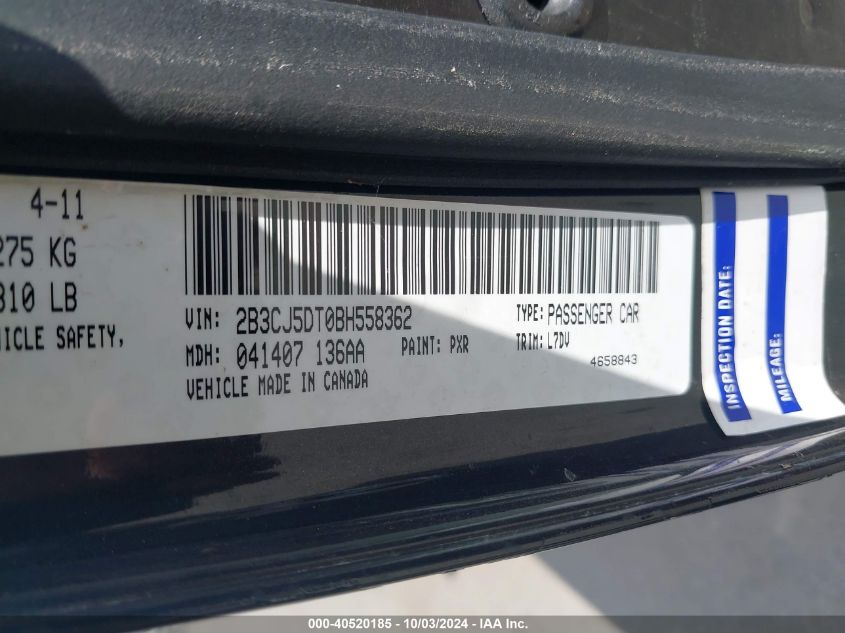 4-11
275 KG
310 LB
HICLE SAFETY,
VIN: 2B3CJ5DT0BH558362
TYPE: PASSENGER CAR
MDH: 041407 136AA
PAINT: PXR
TRIM: L7DV
VEHICLE MADE IN CANADA
4658843
INSPECTION DATE:
MILEAGE:
000-40520185 - 10/03/2024 - IAA Inc.